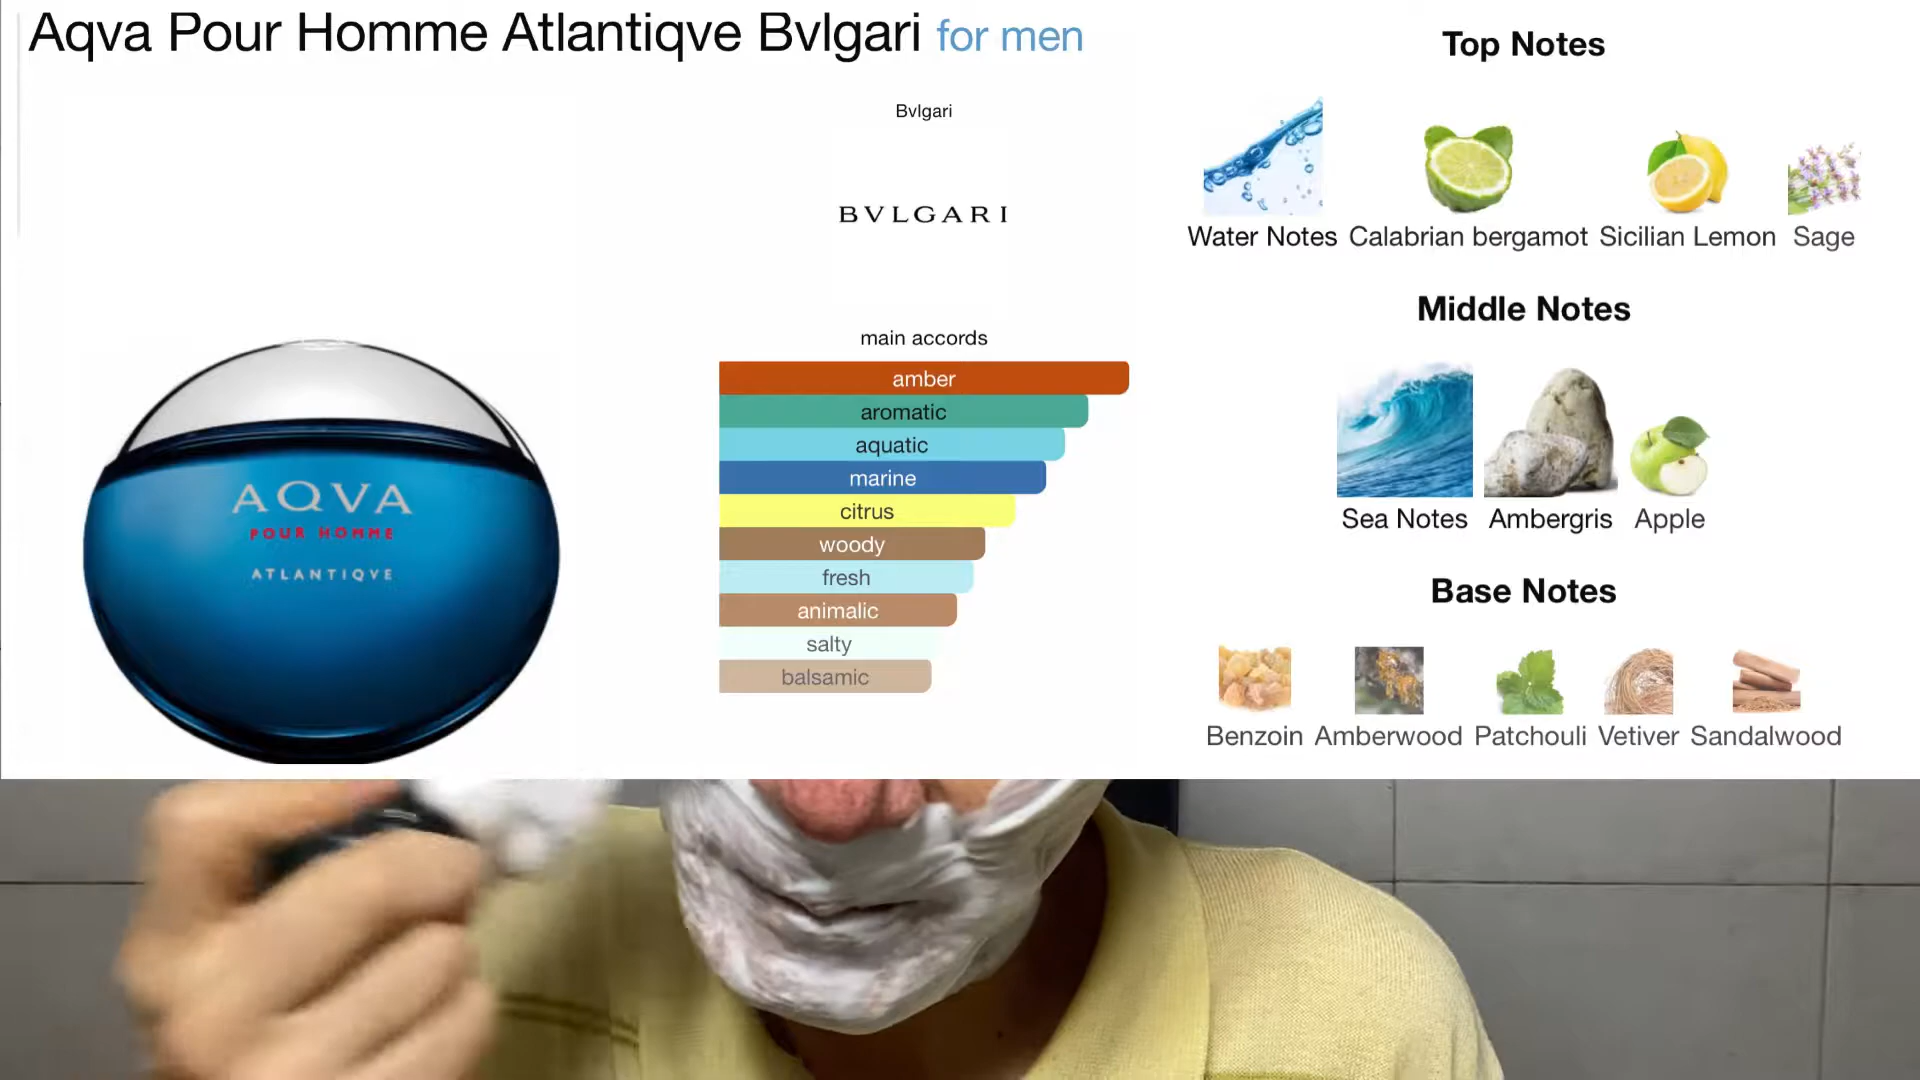 Aqva Pour Homme Atlantiqve Bvlgari for men
Bvlgari
BVLGARI
main accords
amber
aromatic
aquatic
marine
citrus
woody
fresh
animalic
salty
balsamic
AQVA
POUR HOMME
ATLANTIQVE
Top Notes
Water Notes Calabrian bergamot Sicilian Lemon Sage
Middle Notes
Sea Notes Ambergris Apple
Base Notes
Benzoin Amberwood Patchouli Vetiver Sandalwood